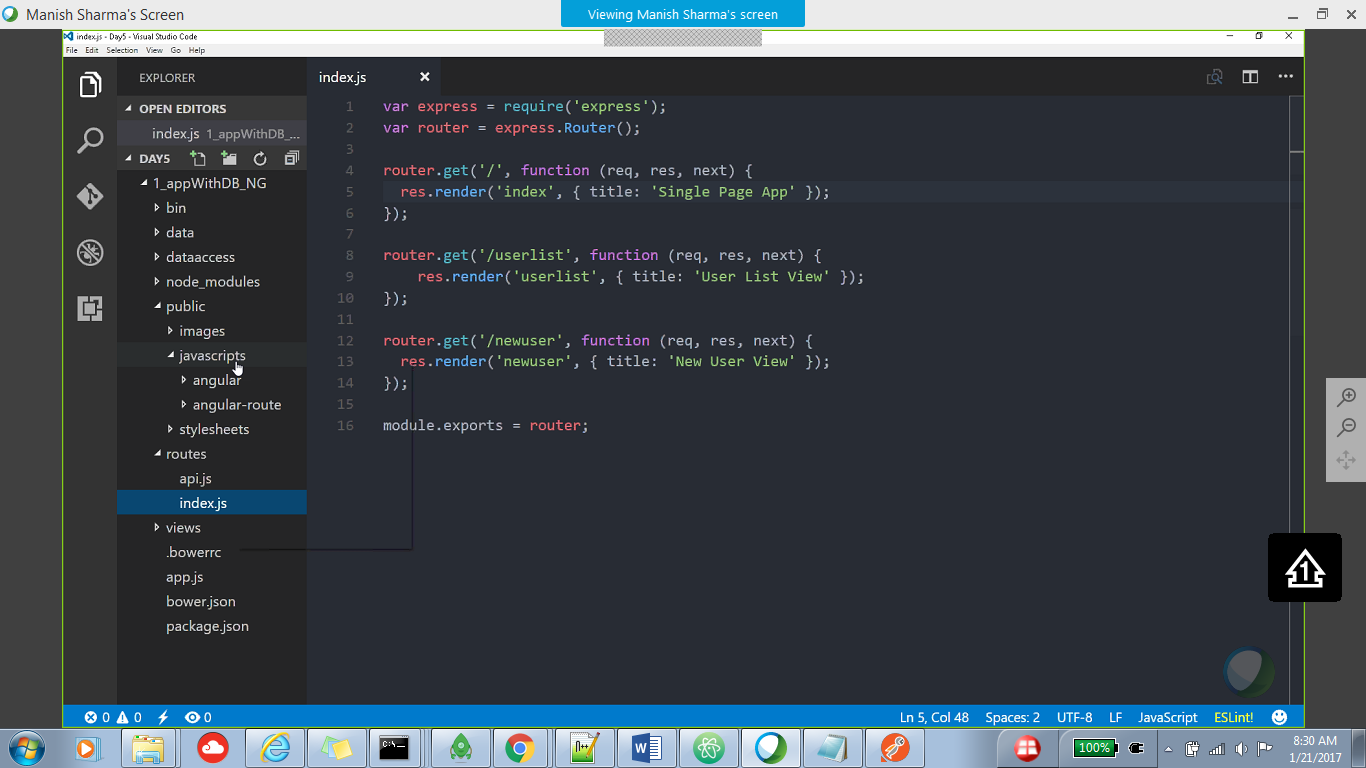 Manish Sharma's Screen
Viewing Manish Sharma's screen
index.js - Day5 - Visual Studio Code
File Edit Selection View Go Help
EXPLORER
OPEN EDITORS
index.js 1_appWithDB_...
DAY5
1_appWithDB_NG
bin
data
dataaccess
node_modules
public
images
javascripts
angular
angular-route
stylesheets
routes
api.js
index.js
views
.bowerrc
app.js
bower.json
package.json
index.js
1 var express = require('express');
2 var router = express.Router();
3
4 router.get('/', function (req, res, next) {
5   res.render('index', { title: 'Single Page App' });
6 });
7
8 router.get('/userlist', function (req, res, next) {
9     res.render('userlist', { title: 'User List View' });
10 });
11
12 router.get('/newuser', function (req, res, next) {
13   res.render('newuser', { title: 'New User View' });
14 });
15
16 module.exports = router;
1
0 0 0
Ln 5, Col 48 Spaces: 2 UTF-8 LF JavaScript ESLint!
100%
8:30 AM
1/21/2017